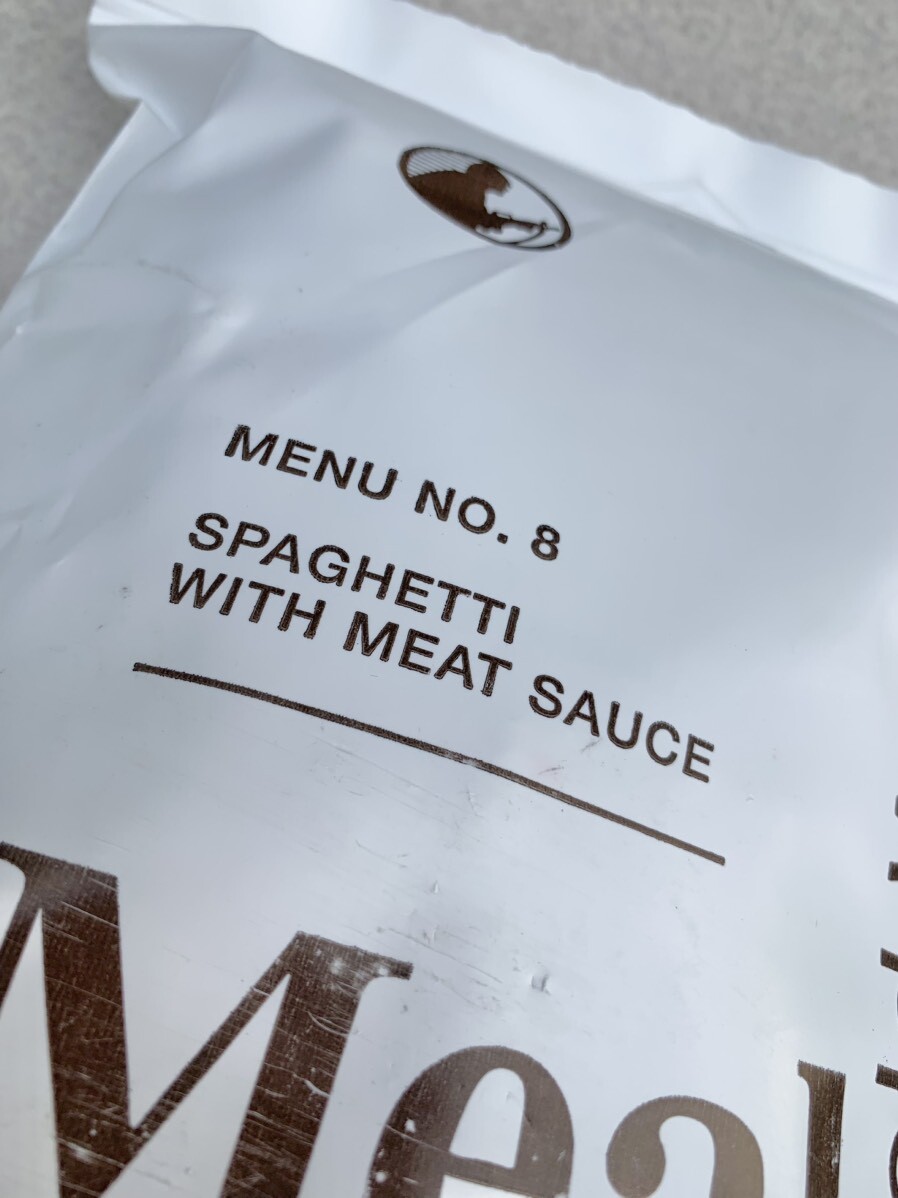 MENU NO. 8
SPAGHETTI
WITH MEAT SAUCE
Meal